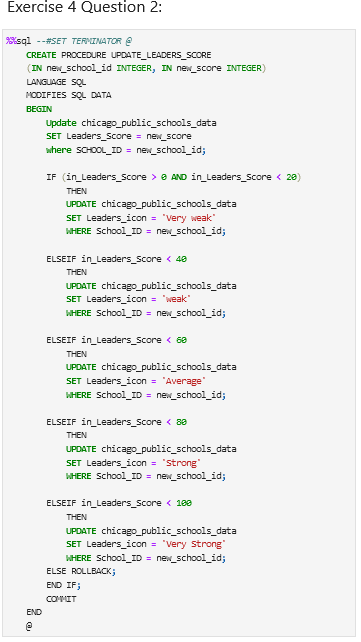 Exercise 4 Question 2:
%%sql --#SET TERMINATOR @
CREATE PROCEDURE UPDATE_LEADERS_SCORE
(IN new_school_id INTEGER, IN new_score INTEGER)
LANGUAGE SQL
MODIFIES SQL DATA
BEGIN
Update chicago_public_schools_data
SET Leaders_Score = new_score
where SCHOOL_ID = new_school_id;
IF (in_Leaders_Score > 0 AND in_Leaders_Score < 20)
THEN
UPDATE chicago_public_schools_data
SET Leaders_icon = 'Very weak'
WHERE School_ID = new_school_id;
ELSEIF in_Leaders_Score < 40
THEN
UPDATE chicago_public_schools_data
SET Leaders_icon = 'weak'
WHERE School_ID = new_school_id;
ELSEIF in_Leaders_Score < 60
THEN
UPDATE chicago_public_schools_data
SET Leaders_icon = 'Average'
WHERE School_ID = new_school_id;
ELSEIF in_Leaders_Score < 80
THEN
UPDATE chicago_public_schools_data
SET Leaders_icon = 'Strong'
WHERE School_ID = new_school_id;
ELSEIF in_Leaders_Score < 100
THEN
UPDATE chicago_public_schools_data
SET Leaders_icon = 'Very Strong'
WHERE School_ID = new_school_id;
ELSE ROLLBACK;
END IF;
COMMIT
END
@